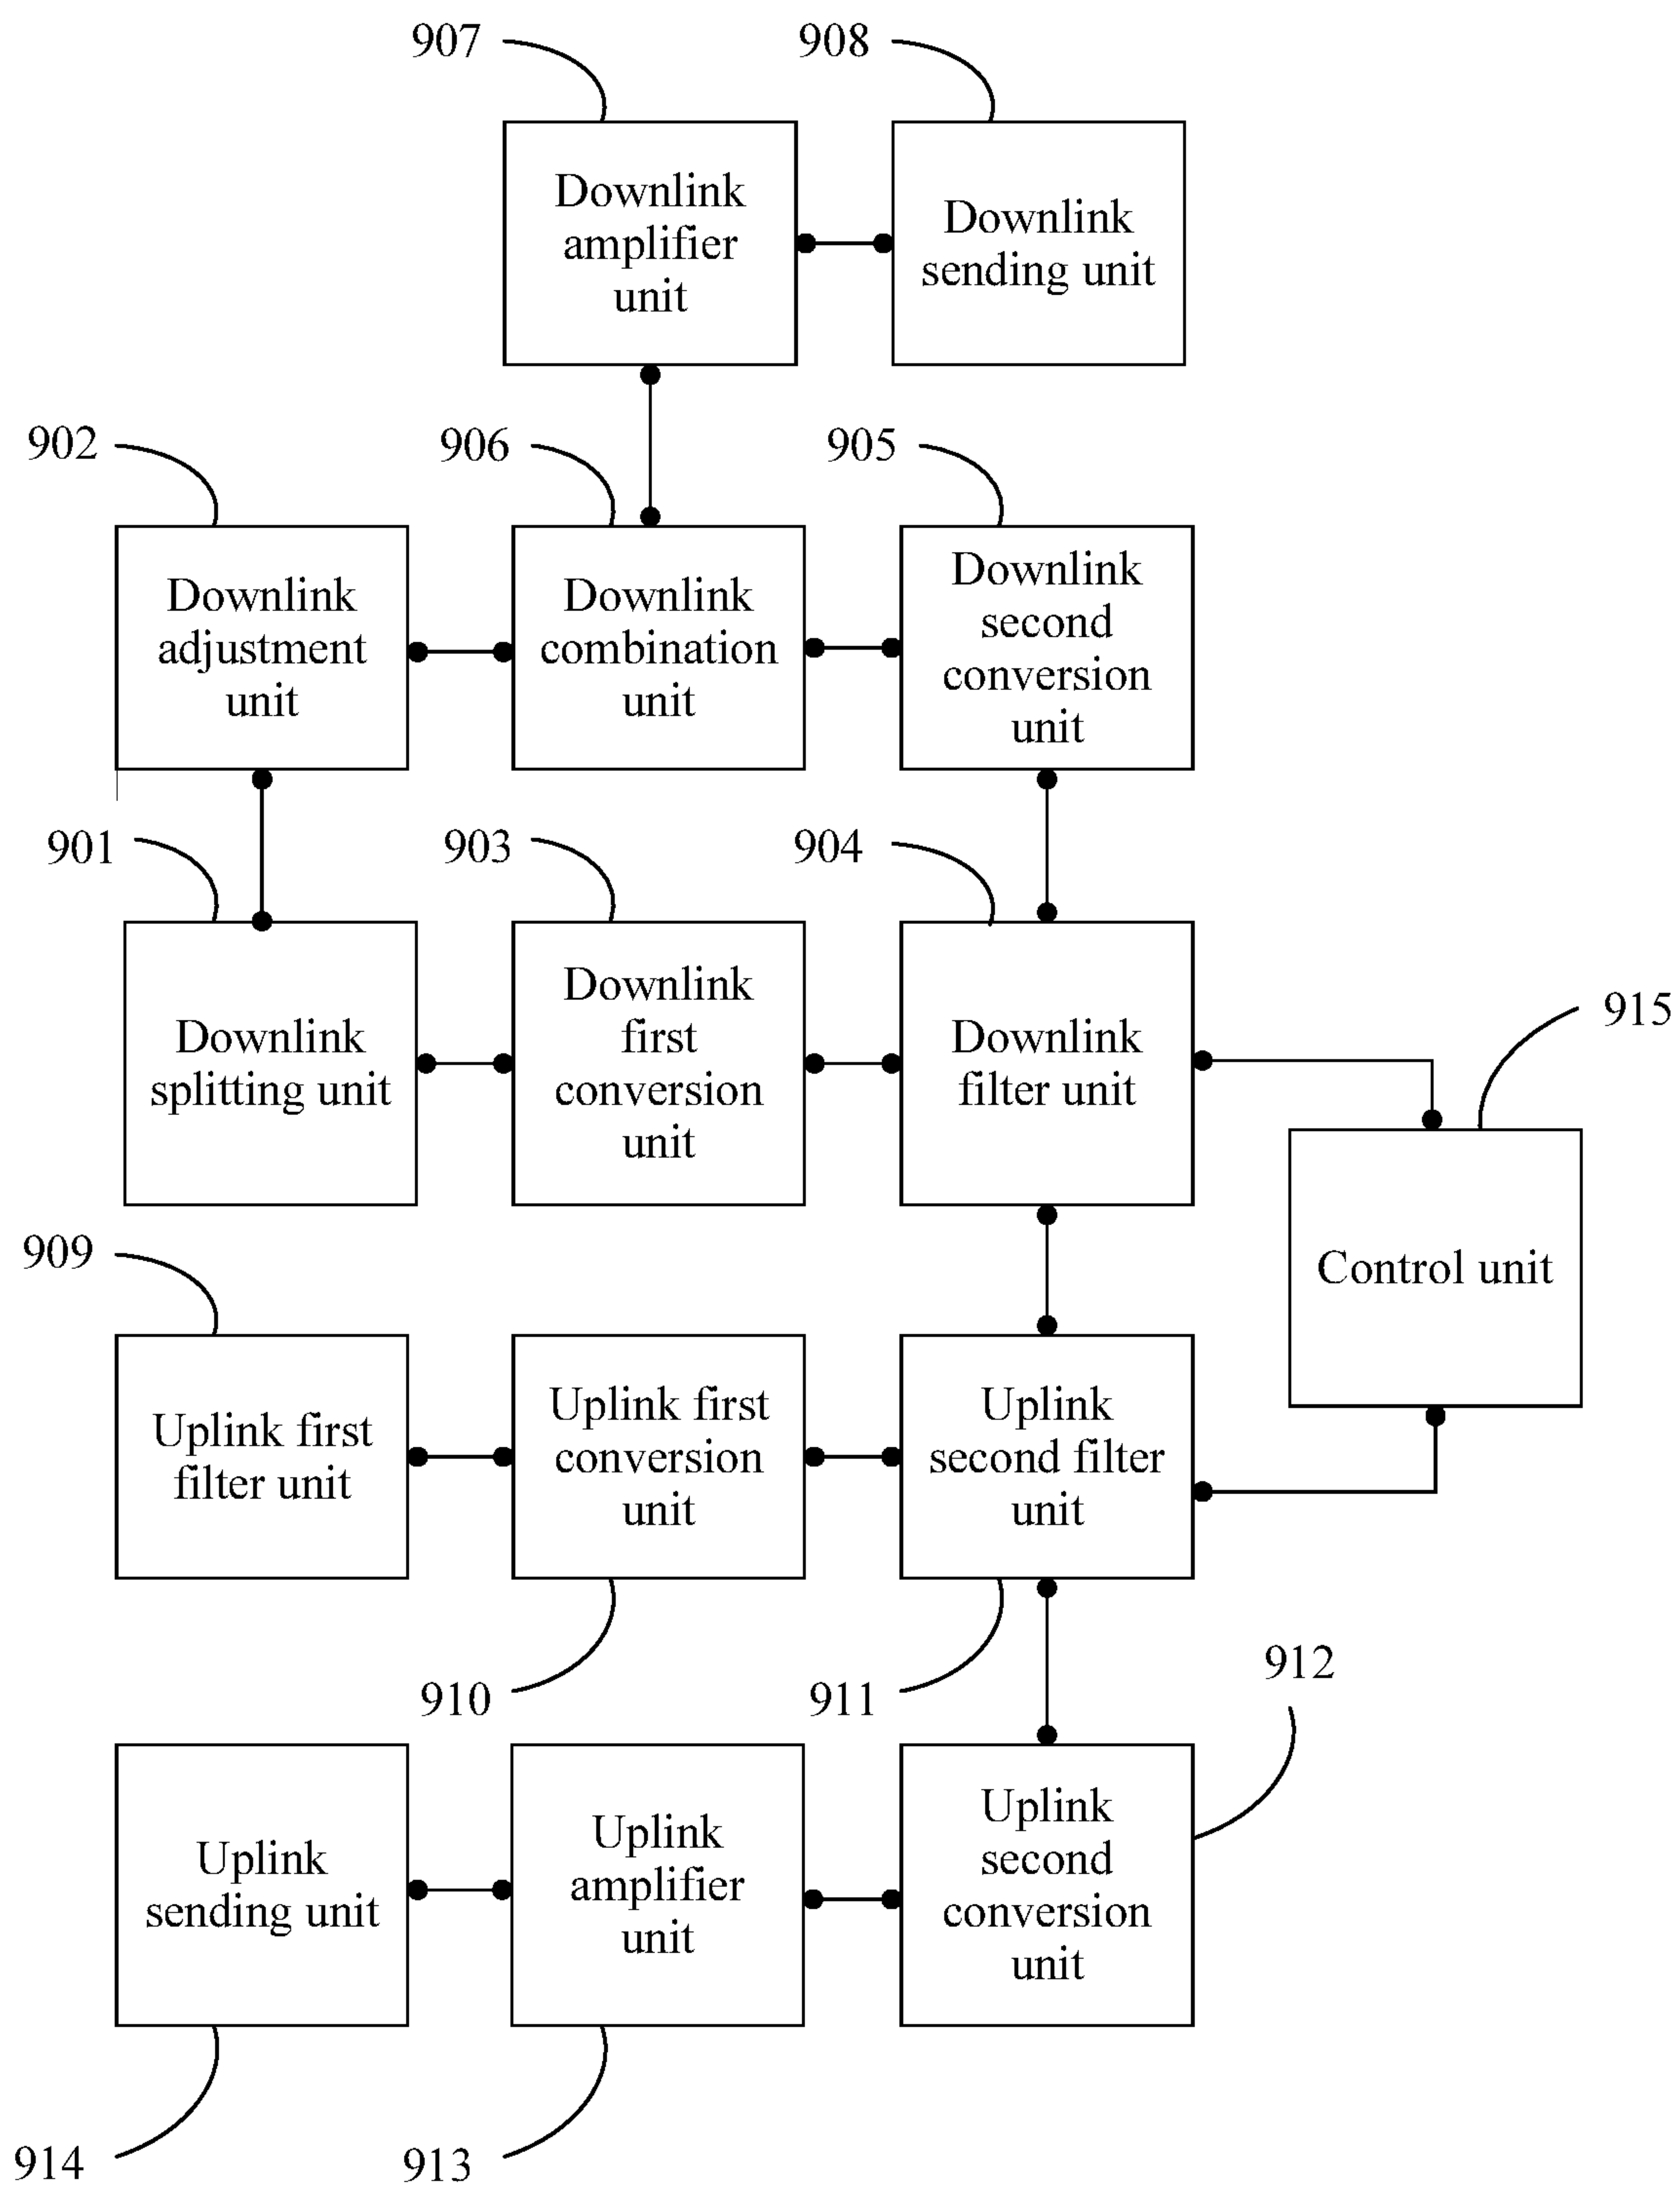 907
908
Downlink
amplifier
unit
Downlink
sending unit
902
906
905
Downlink
adjustment
unit
Downlink
combination
unit
Downlink
second
conversion
unit
901
903
904
Downlink
splitting unit
Downlink
first
conversion
unit
Downlink
filter unit
915
Control unit
909
Uplink first
filter unit
Uplink first
conversion
unit
Uplink
second filter
unit
910
911
912
Uplink
sending unit
Uplink
amplifier
unit
Uplink
second
conversion
unit
914
913